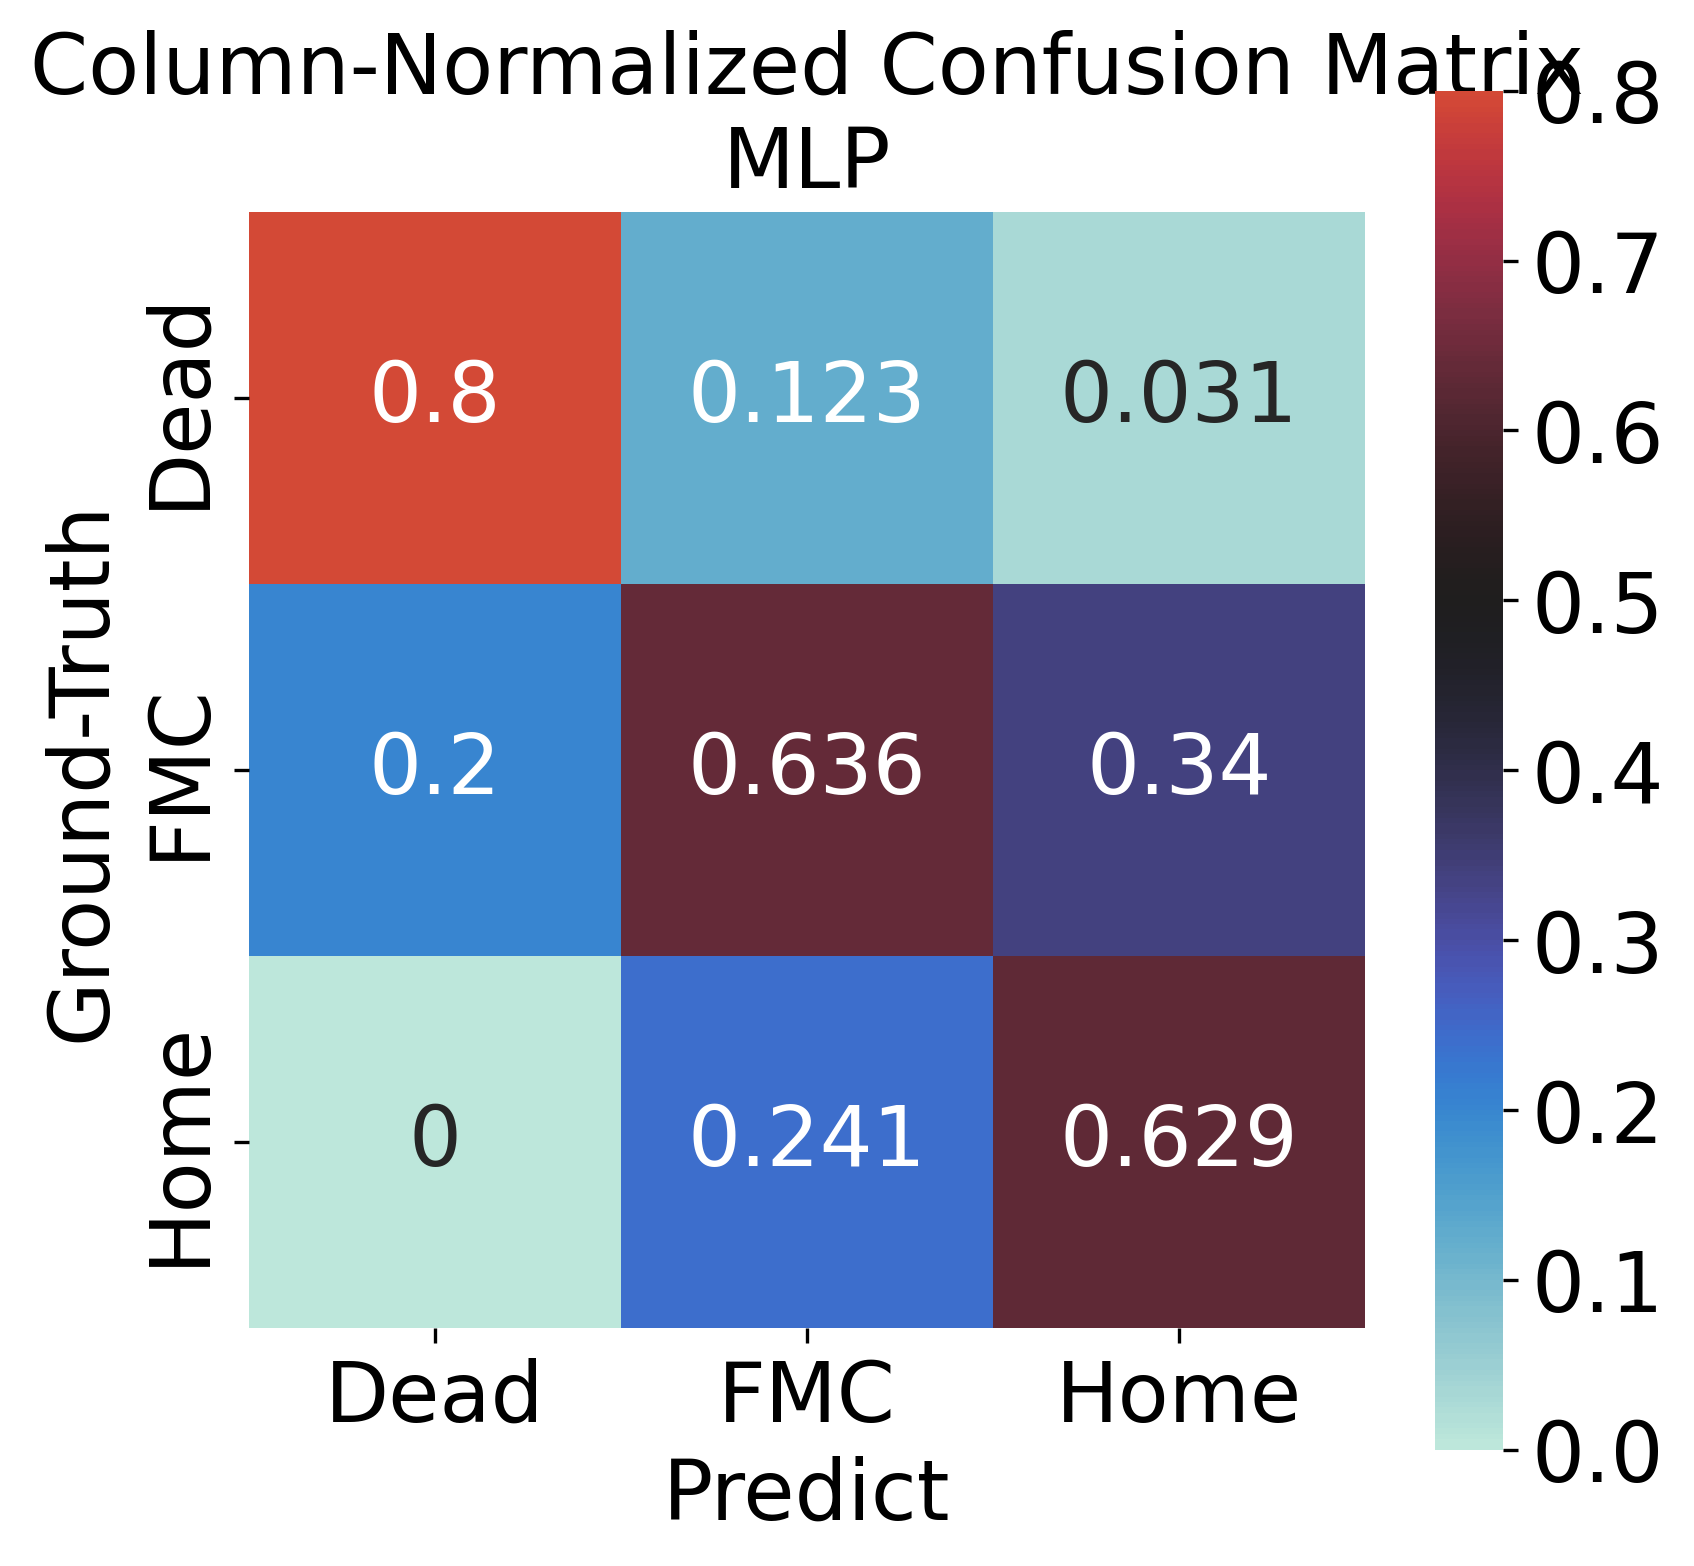 Column-Normalized Confusion Matrix
MLP
Ground-Truth
Dead
FMC
Home
0.8 0.123 0.031
0.2 0.636 0.34
0 0.241 0.629
Dead FMC Home
Predict
0.8
0.7
0.6
0.5
0.4
0.3
0.2
0.1
0.0